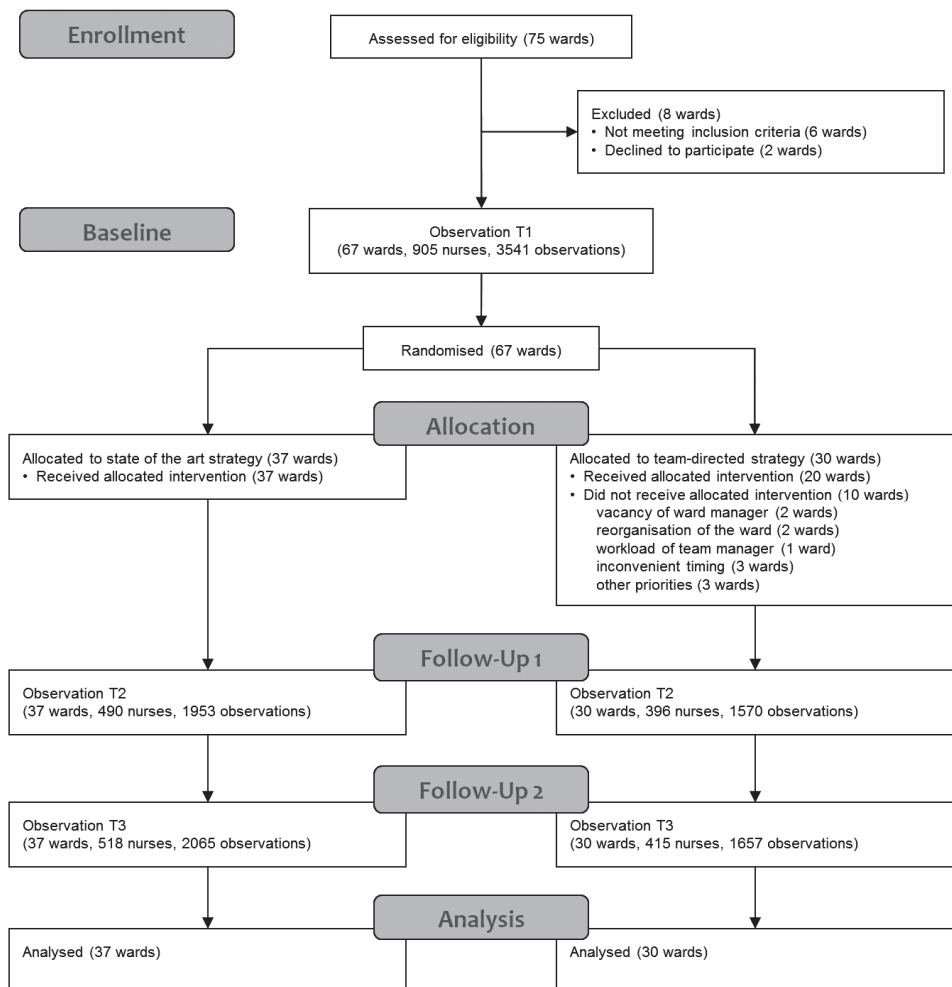 Enrollment
Assessed for eligibility (75 wards)
Excluded (8 wards)
• Not meeting inclusion criteria (6 wards)
• Declined to participate (2 wards)
Baseline
Observation T1
(67 wards, 905 nurses, 3541 observations)
Randomised (67 wards)
Allocation
Allocated to state of the art strategy (37 wards)
• Received allocated intervention (37 wards)
Allocated to team-directed strategy (30 wards)
• Received allocated intervention (20 wards)
• Did not receive allocated intervention (10 wards)
vacancy of ward manager (2 wards)
reorganisation of the ward (2 wards)
workload of team manager (1 ward)
inconvenient timing (3 wards)
other priorities (3 wards)
Follow-Up 1
Observation T2
(37 wards, 490 nurses, 1953 observations)
Observation T2
(30 wards, 396 nurses, 1570 observations)
Follow-Up 2
Observation T3
(37 wards, 518 nurses, 2065 observations)
Observation T3
(30 wards, 415 nurses, 1657 observations)
Analysis
Analysed (37 wards)
Analysed (30 wards)